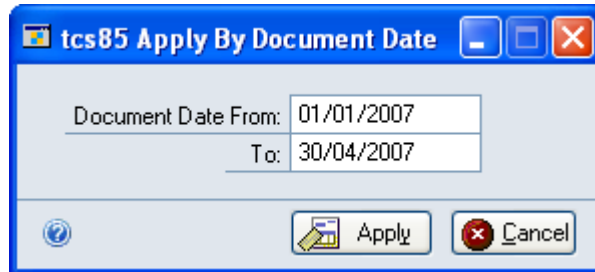 tcs85 Apply By Document Date
Document Date From: 01/01/2007
To: 30/04/2007
Apply Cancel